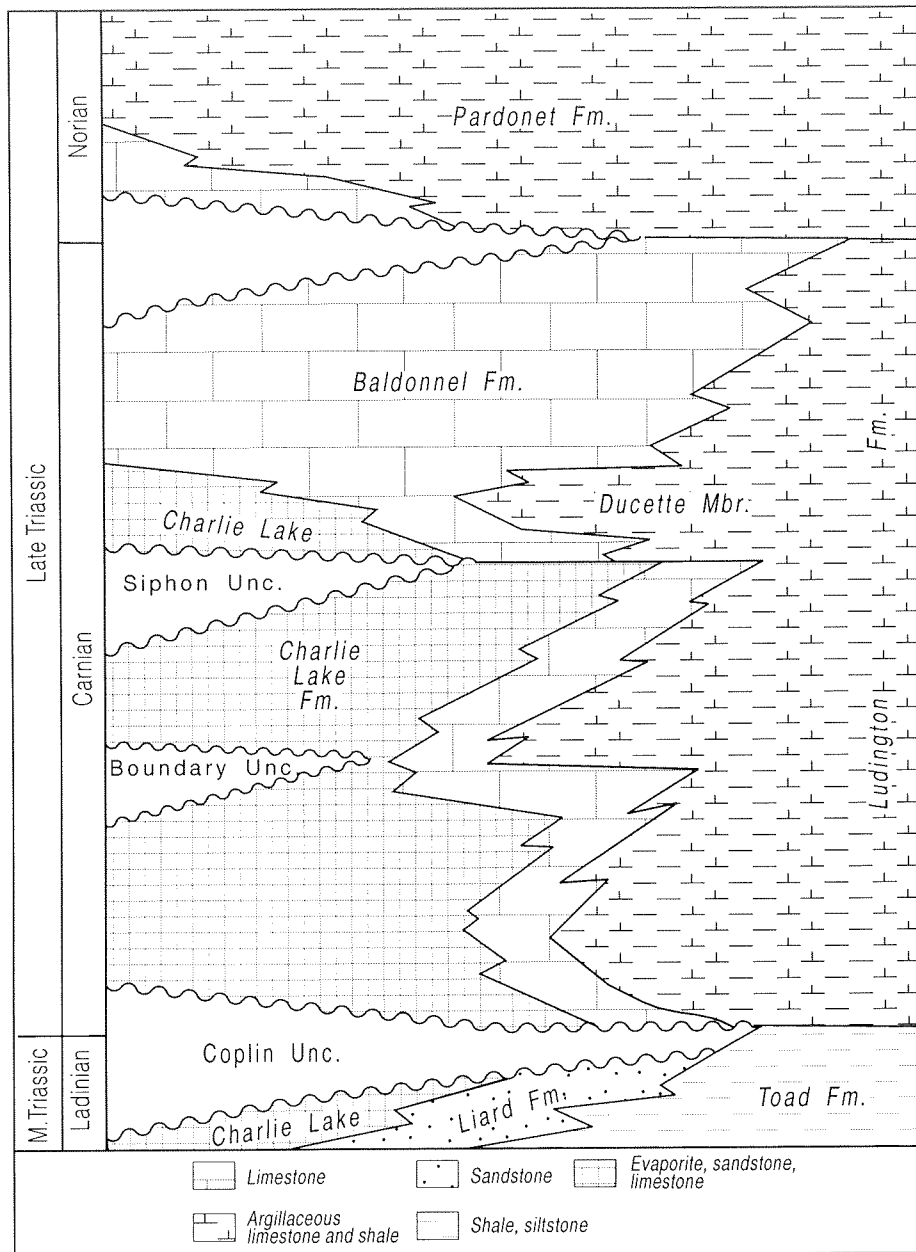 Norian
Pardonet Fm.
Late Triassic
Carnian
Baldonnel Fm.
Fm.
Ducette Mbr.
Charlie Lake
Siphon Unc.
Charlie
Lake
Fm.
Boundary Unc.
Ludington
M. Triassic
Ladinian
Coplin Unc.
Charlie Lake
Liard Fm.
Toad Fm.
Limestone
Sandstone
Evaporite, sandstone,
limestone
Argillaceous
limestone and shale
Shale, siltstone